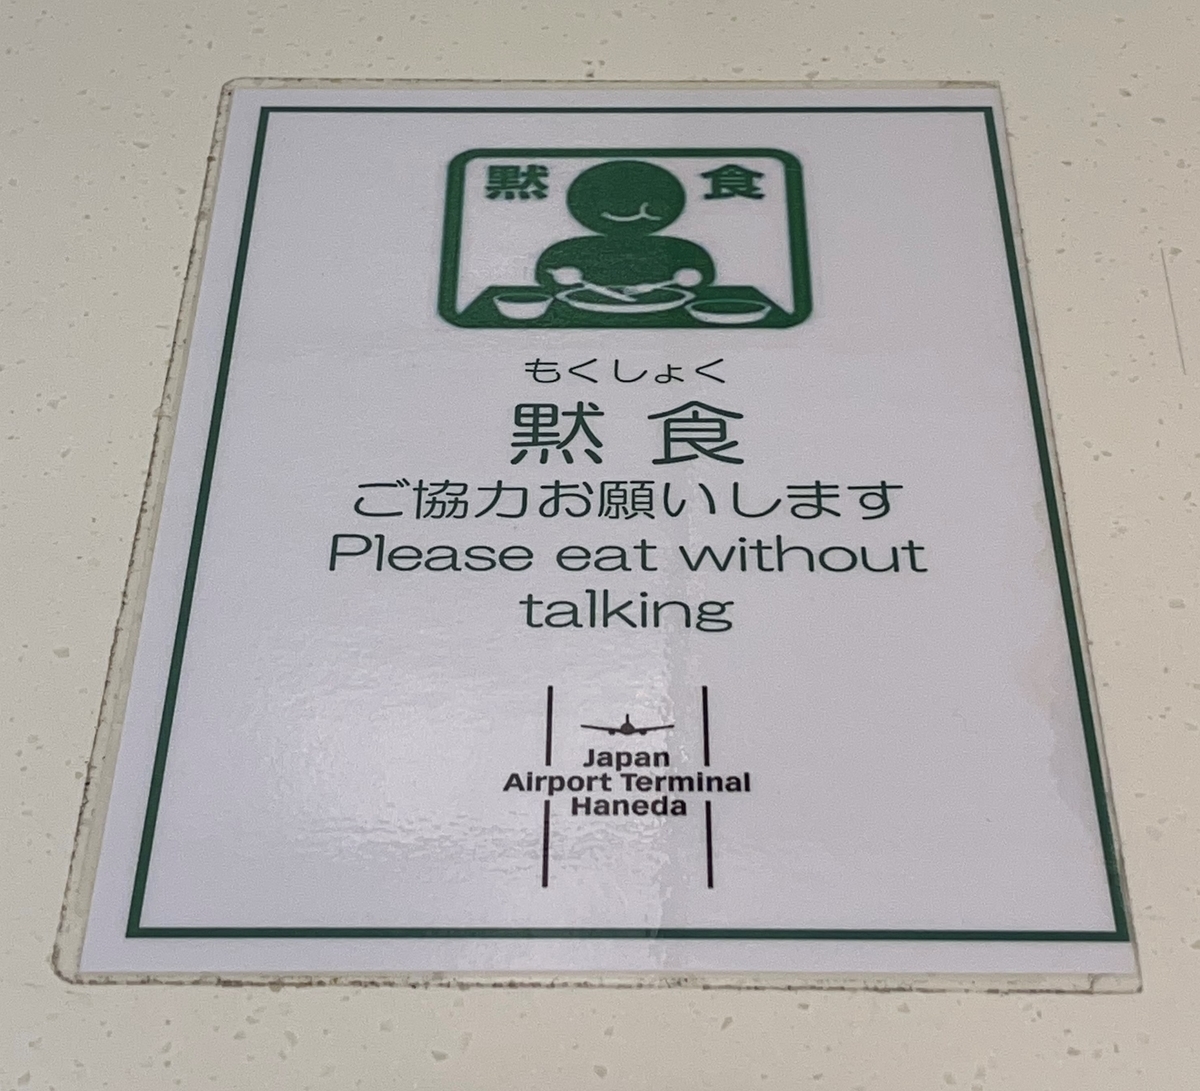 黙 食
もくしょく
黙 食
ご協力お願いします
Please eat without
talking
Japan
Airport Terminal
Haneda